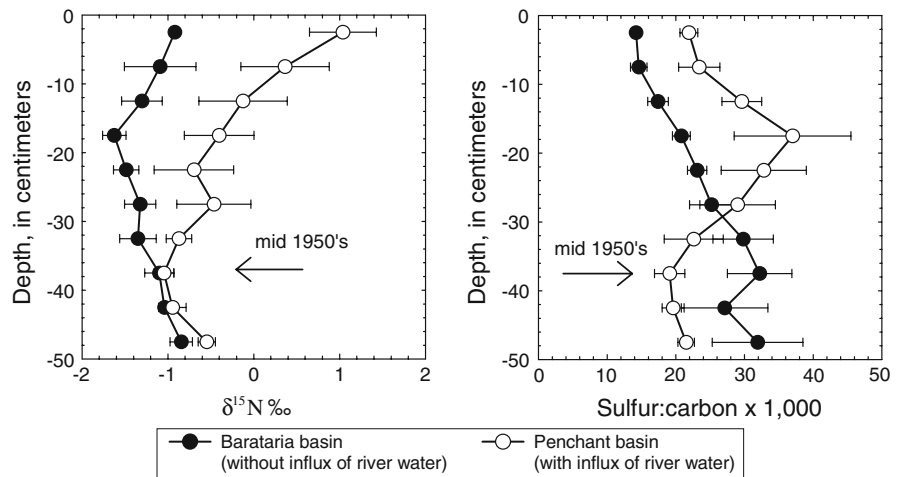 0
-10
-20
-30
-40
-50
Depth, in centimeters
mid 1950's
-2 -1 0 1 2
δ¹⁵N ‰
0
-10
-20
-30
-40
-50
Depth, in centimeters
mid 1950's
0 10 20 30 40 50
Sulfur:carbon x 1,000
Barataria basin
(without influx of river water)
Penchant basin
(with influx of river water)